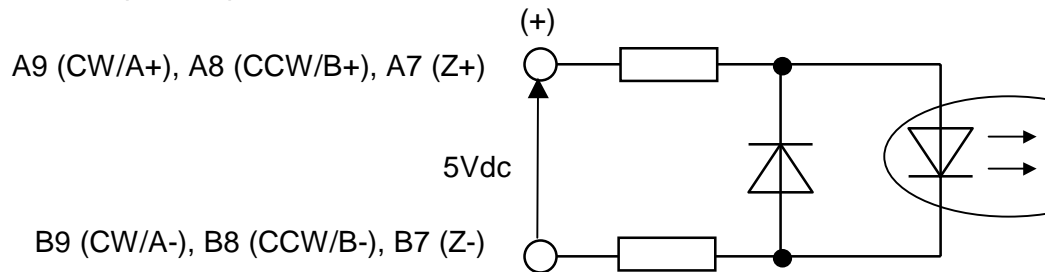 (+)
A9 (CW/A+), A8 (CCW/B+), A7 (Z+)
5Vdc
B9 (CW/A-), B8 (CCW/B-), B7 (Z-)